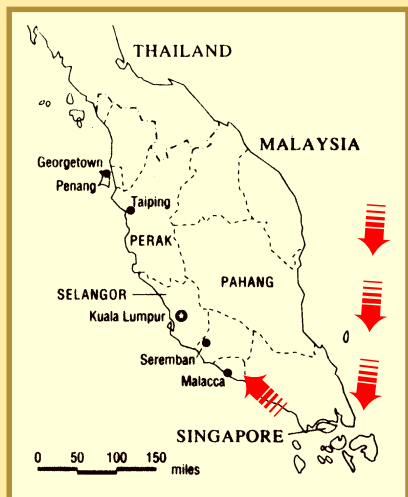 THAILAND
MALAYSIA
Georgetown
Penang
Taiping
PERAK
PAHANG
SELANGOR
Kuala Lumpur
Seremban
Malacca
SINGAPORE
0 50 100 150
miles